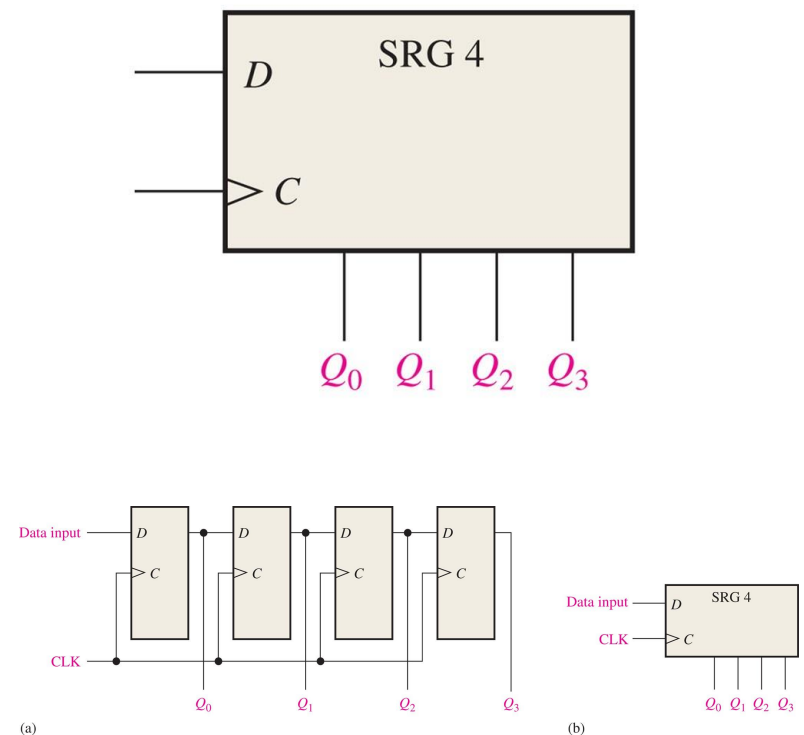 SRG 4
D
C
Q0 Q1 Q2 Q3
Data input D D D D
C C C C
CLK
Q0 Q1 Q2 Q3
(a)
SRG 4
Data input D
CLK C
Q0 Q1 Q2 Q3
(b)